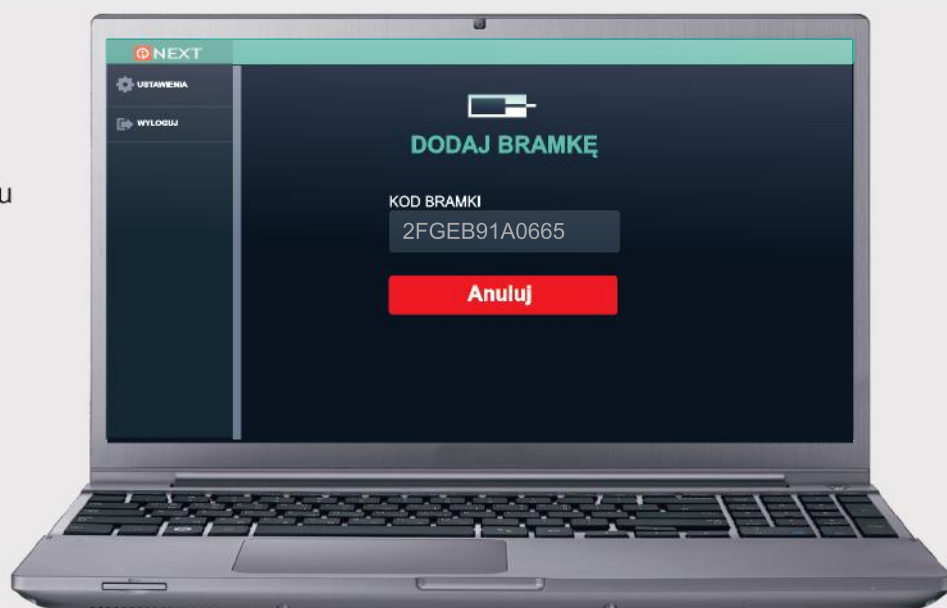 NEXT
USTAWIENIA
WYLOGUJ
u
DODAJ BRAMKĘ
KOD BRAMKI
2FGEB91A0665
Anuluj